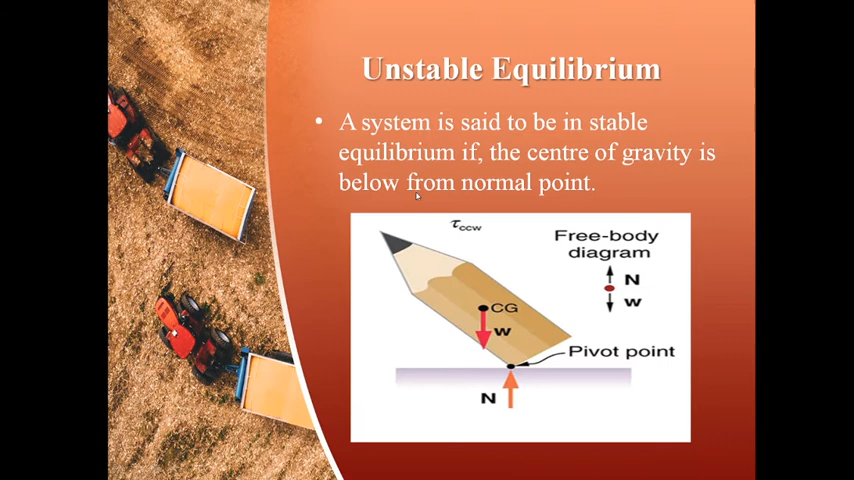 Unstable Equilibrium
• A system is said to be in stable
equilibrium if, the centre of gravity is
below from normal point.
τccw
Free-body
diagram
N
w
CG
w
Pivot point
N